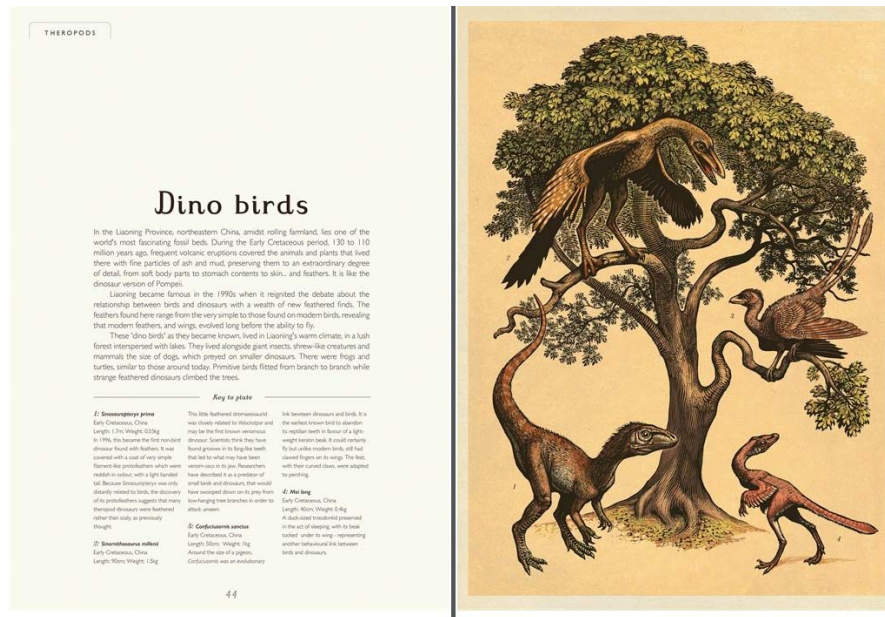 THEROPODS
Dino birds
In the Liaoning Province, northeastern China, amidst rolling farmland, lies one of the
world's most fascinating fossil beds. During the Early Cretaceous period, 130 to 110
million years ago, frequent volcanic eruptions covered the animals and plants that lived
there with fine particles of ash and mud, preserving them to an extraordinary degree
of detail, from soft body parts to stomach contents to skin... and feathers. It is like the
dinosaur version of Pompeii.
Liaoning became famous in the 1990s when it reignited the debate about the
relationship between birds and dinosaurs with a wealth of new feathered finds. The
feathers found here range from the very simple to those found on modern birds, revealing
that modern feathers, and wings, evolved long before the ability to fly.
These 'dino birds' as they became known, lived in Liaoning's warm climate, in a lush
forest interspersed with lakes. They lived alongside giant insects, shrew-like creatures and
mammals the size of dogs, which preyed on smaller dinosaurs. There were frogs and
turtles, similar to those around today. Primitive birds flitted from branch to branch while
strange feathered dinosaurs climbed the trees.
Key to plate
1: Sinosauropteryx prima
Early Cretaceous, China
Length: 1.7m; Weight: 0.55kg
In 1996, this became the first non-bird
dinosaur found with feathers. It was
covered with a coat of very simple
filament-like protofeathers which were
reddish in colour, with a light banded
tail. Because Sinosauropteryx was only
distantly related to birds, the discovery
of its protofeathers suggests that many
theropod dinosaurs were feathered
rather than scaly, as previously
thought.
2: Sinornithosaurus millenii
Early Cretaceous, China
Length: 90cm; Weight: 1.5kg
This little feathered dromaeosaurid
was closely related to Velociraptor and
may be the first known venomous
dinosaur. Scientists think they have
found grooves in its fang-like teeth
that led to what may have been
venom-sacs in its jaw. Researchers
have described it as a predator of
small birds and dinosaurs, that would
have swooped down on its prey from
low-hanging tree branches in order to
attack unseen.
3: Confuciusornis sanctus
Early Cretaceous, China
Length: 50cm; Weight: 1kg
Around the size of a pigeon,
Confuciusornis was an evolutionary
link between dinosaurs and birds. It is
the earliest known bird to abandon
its reptilian teeth in favour of a light-
weight keratin beak. It could certainly
fly but unlike modern birds, still had
clawed fingers on its wings. The feet,
with their curved claws, were adapted
to perching.
4: Mei long
Early Cretaceous, China
Length: 40cm; Weight: 0.4kg
A duck-sized troodontid preserved
in the act of sleeping, with its beak
tucked under its wing - representing
another behavioural link between
birds and dinosaurs.
44
2
3
1
4